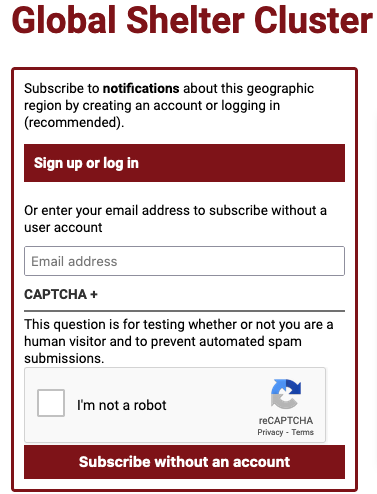 Global Shelter Cluster
Subscribe to notifications about this geographic
region by creating an account or logging in
(recommended).
Sign up or log in
Or enter your email address to subscribe without a
user account
Email address
CAPTCHA +
This question is for testing whether or not you are a
human visitor and to prevent automated spam
submissions.
I'm not a robot
reCAPTCHA
Privacy - Terms
Subscribe without an account